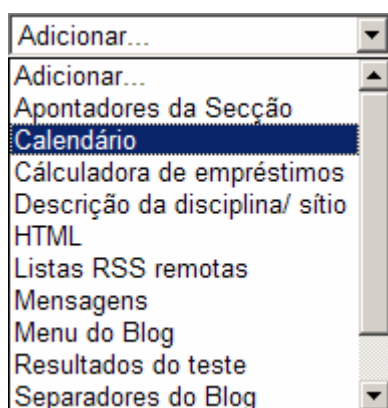 Adicionar...
Adicionar...
Apontadores da Secção
Calendário
Cálculadora de empréstimos
Descrição da disciplina/ sítio
HTML
Listas RSS remotas
Mensagens
Menu do Blog
Resultados do teste
Separadores do Blog